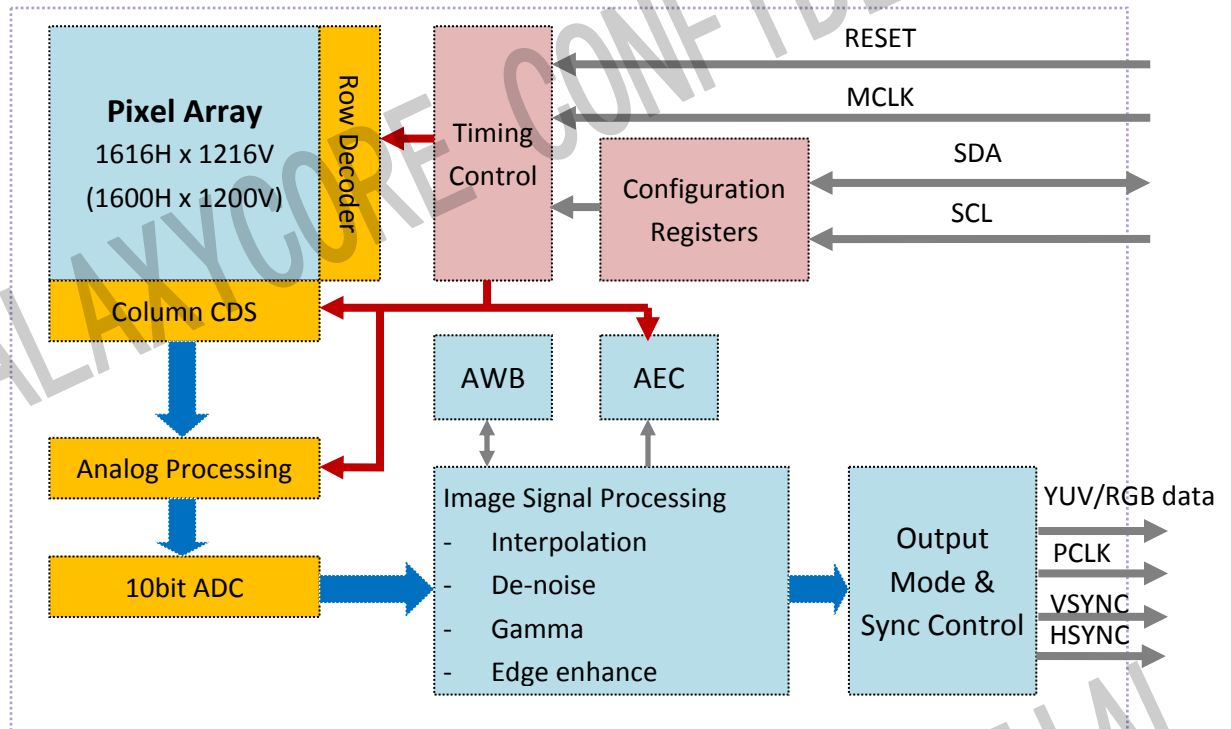 Pixel Array
1616H x 1216V
(1600H x 1200V)
Row Decoder
Column CDS
Analog Processing
10bit ADC
Timing
Control
Configuration
Registers
RESET
MCLK
SDA
SCL
AWB
AEC
Image Signal Processing
- Interpolation
- De-noise
- Gamma
- Edge enhance
Output
Mode &
Sync Control
YUV/RGB data
PCLK
VSYNC
HSYNC
ALAXYCORE